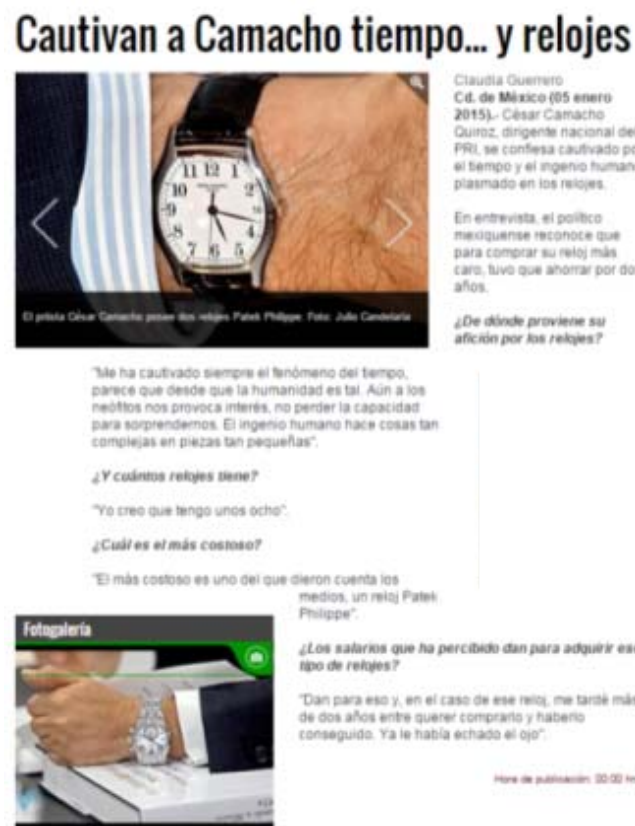 Cautivan a Camacho tiempo... y relojes
El priista César Camacho posee dos relojes Patek Philippe. Foto: Julio Candelaria
Claudia Guerrero
Cd. de México (05 enero
2015).- César Camacho
Quiroz, dirigente nacional del
PRI, se confiesa cautivado po
el tiempo y el ingenio humano
plasmado en los relojes.
En entrevista, el político
mexiquense reconoce que
para comprar su reloj más
caro, tuvo que ahorrar por do
años.
¿De dónde proviene su
afición por los relojes?
"Me ha cautivado siempre el fenómeno del tiempo,
parece que desde que la humanidad es tal. Aún a los
neófitos nos provoca interés, no perder la capacidad
para sorprendernos. El ingenio humano hace cosas tan
complejas en piezas tan pequeñas".
¿Y cuántos relojes tiene?
"Yo creo que tengo unos ocho".
¿Cuál es el más costoso?
"El más costoso es uno del que dieron cuenta los
medios, un reloj Patek
Philippe".
Fotogalería
¿Los salarios que ha percibido dan para adquirir ese
tipo de relojes?
"Dan para eso y, en el caso de ese reloj, me tardé más
de dos años entre querer comprarlo y haberlo
conseguido. Ya le había echado el ojo".
Hora de publicación: 00:00 hr